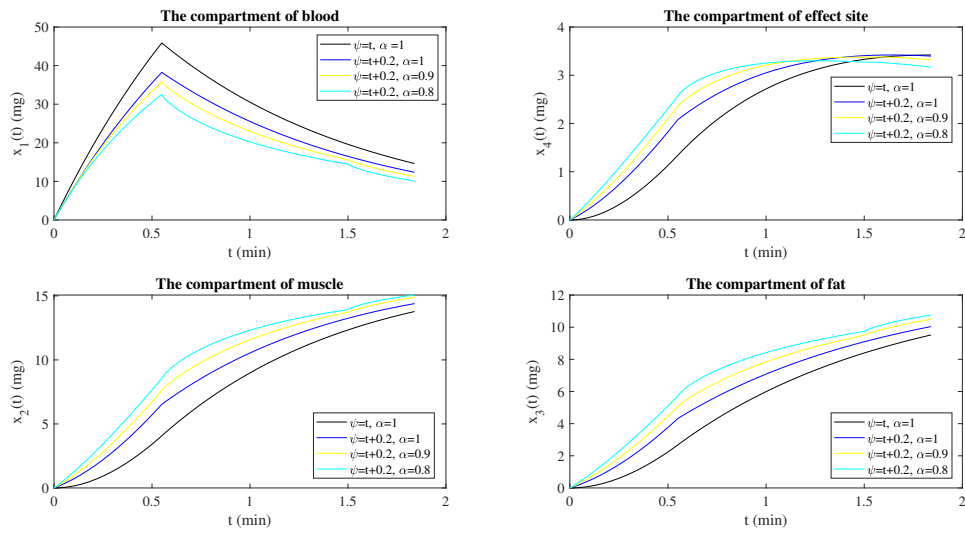 The compartment of blood
50
40
30
20
10
0
x1(t) (mg)
0 0.5 1 1.5 2
t (min)
ψ=t, α =1
ψ=t+0.2, α=1
ψ=t+0.2, α=0.9
ψ=t+0.2, α=0.8
The compartment of effect site
4
3
2
1
0
x4(t) (mg)
0 0.5 1 1.5 2
t (min)
ψ=t, α=1
ψ=t+0.2, α=1
ψ=t+0.2, α=0.9
ψ=t+0.2, α=0.8
The compartment of muscle
15
10
5
0
x2(t) (mg)
0 0.5 1 1.5 2
t (min)
ψ=t, α=1
ψ=t+0.2, α=1
ψ=t+0.2, α=0.9
ψ=t+0.2, α=0.8
The compartment of fat
12
10
8
6
4
2
0
x3(t) (mg)
0 0.5 1 1.5 2
t (min)
ψ=t, α=1
ψ=t+0.2, α=1
ψ=t+0.2, α=0.9
ψ=t+0.2, α=0.8